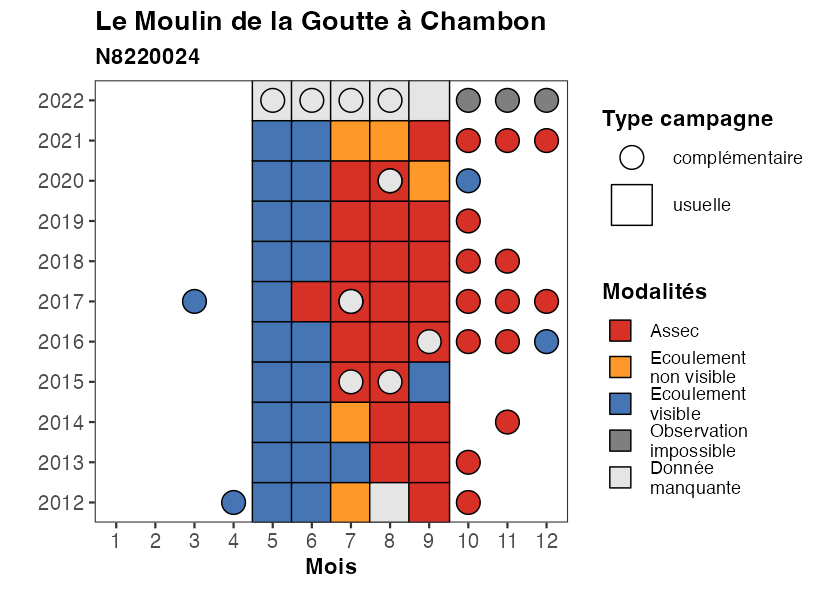 Le Moulin de la Goutte à Chambon
N8220024
2022
2021
2020
2019
2018
2017
2016
2015
2014
2013
2012
1 2 3 4 5 6 7 8 9 10 11 12
Mois
Type campagne
complémentaire
usuelle
Modalités
Assec
Ecoulement
non visible
Ecoulement
visible
Observation
impossible
Donnée
manquante